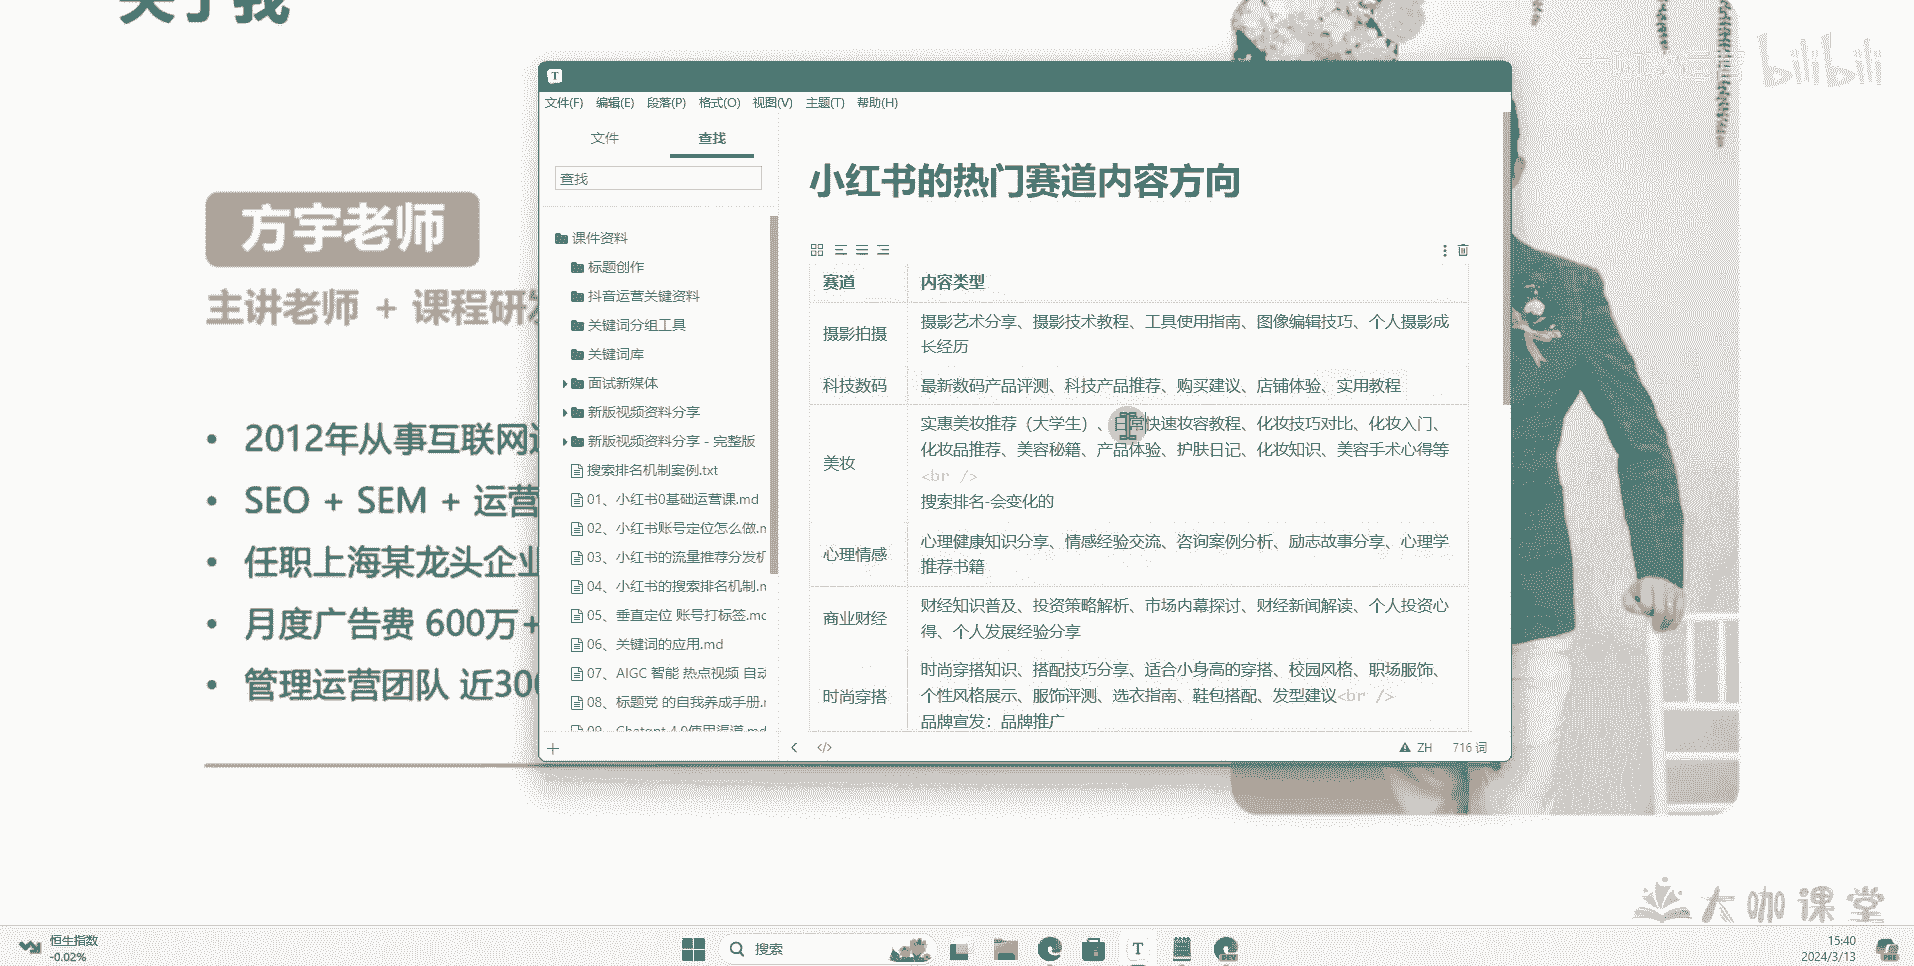 关于我
bilibili
方宇老师
主讲老师 + 课程研发
2012年从事互联网
SEO + SEM + 运营
任职上海某龙头企业
月度广告费 600万+
管理运营团队 近300
文件(F) 编辑(E) 段落(P) 格式(O) 视图(V) 主题(T) 帮助(H)
文件 查找
查找
课件资料
标题创作
抖音运营关键资料
关键词分组工具
关键词库
面试新媒体
新版视频资料分享
新版视频资料分享 - 完整版
搜索排名机制案例.txt
01、小红书0基础运营课.md
02、小红书账号定位怎么做.m
03、小红书的流量推荐分发机
04、小红书的搜索排名机制.m
05、垂直定位 账号打标签.mc
06、关键词的应用.md
07、AIGC 智能 热点视频 自动
08、标题党 的自我养成手册.r
09、Chatgpt 4.0使用渠道.md
小红书的热门赛道内容方向
赛道 内容类型
摄影拍摄
摄影艺术分享、摄影技术教程、工具使用指南、图像编辑技巧、个人摄影成
长经历
科技数码
最新数码产品评测、科技产品推荐、购买建议、店铺体验、实用教程
美妆
实惠美妆推荐（大学生）、日常快速妆容教程、化妆技巧对比、化妆入门、
化妆品推荐、美容秘籍、产品体验、护肤日记、化妆知识、美容手术心得等
<br />
搜索排名-会变化的
心理情感
心理健康知识分享、情感经验交流、咨询案例分析、励志故事分享、心理学
推荐书籍
商业财经
财经知识普及、投资策略解析、市场内幕探讨、财经新闻解读、个人投资心
得、个人发展经验分享
时尚穿搭
时尚穿搭知识、搭配技巧分享、适合小身高的穿搭、校园风格、职场服饰、
个性风格展示、服饰评测、选衣指南、鞋包搭配、发型建议<br />
品牌宣发：品牌推广
</> ZH 716 词
大咖课堂
恒生指数
-0.02%
搜索
T
DEV
15:40
2024/3/13
PRE